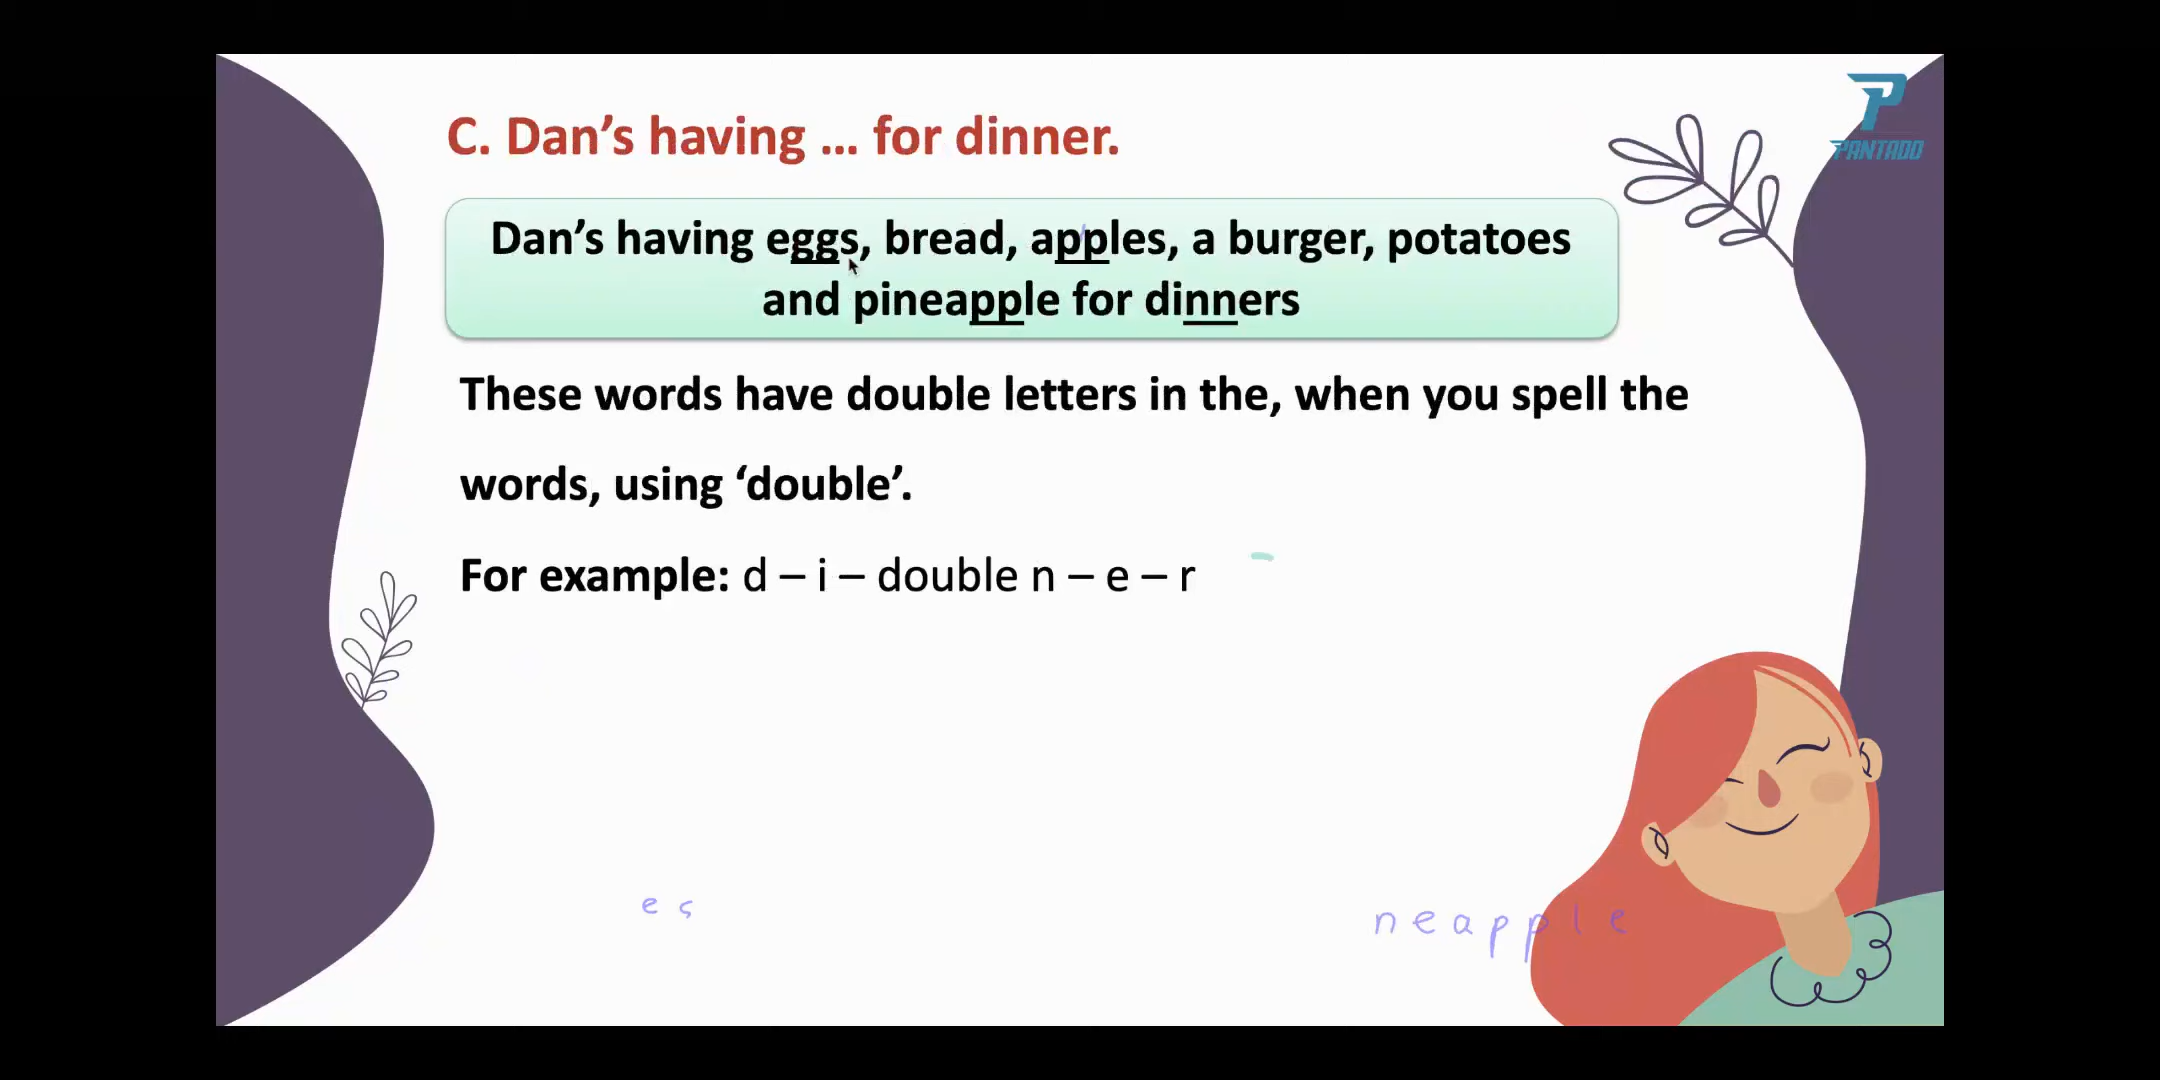 PANTADO
C. Dan’s having ... for dinner.
Dan’s having eggs, bread, apples, a burger, potatoes
and pineapple for dinners
These words have double letters in the, when you spell the
words, using ‘double’.
For example: d – i – double n – e – r
e s
neapple